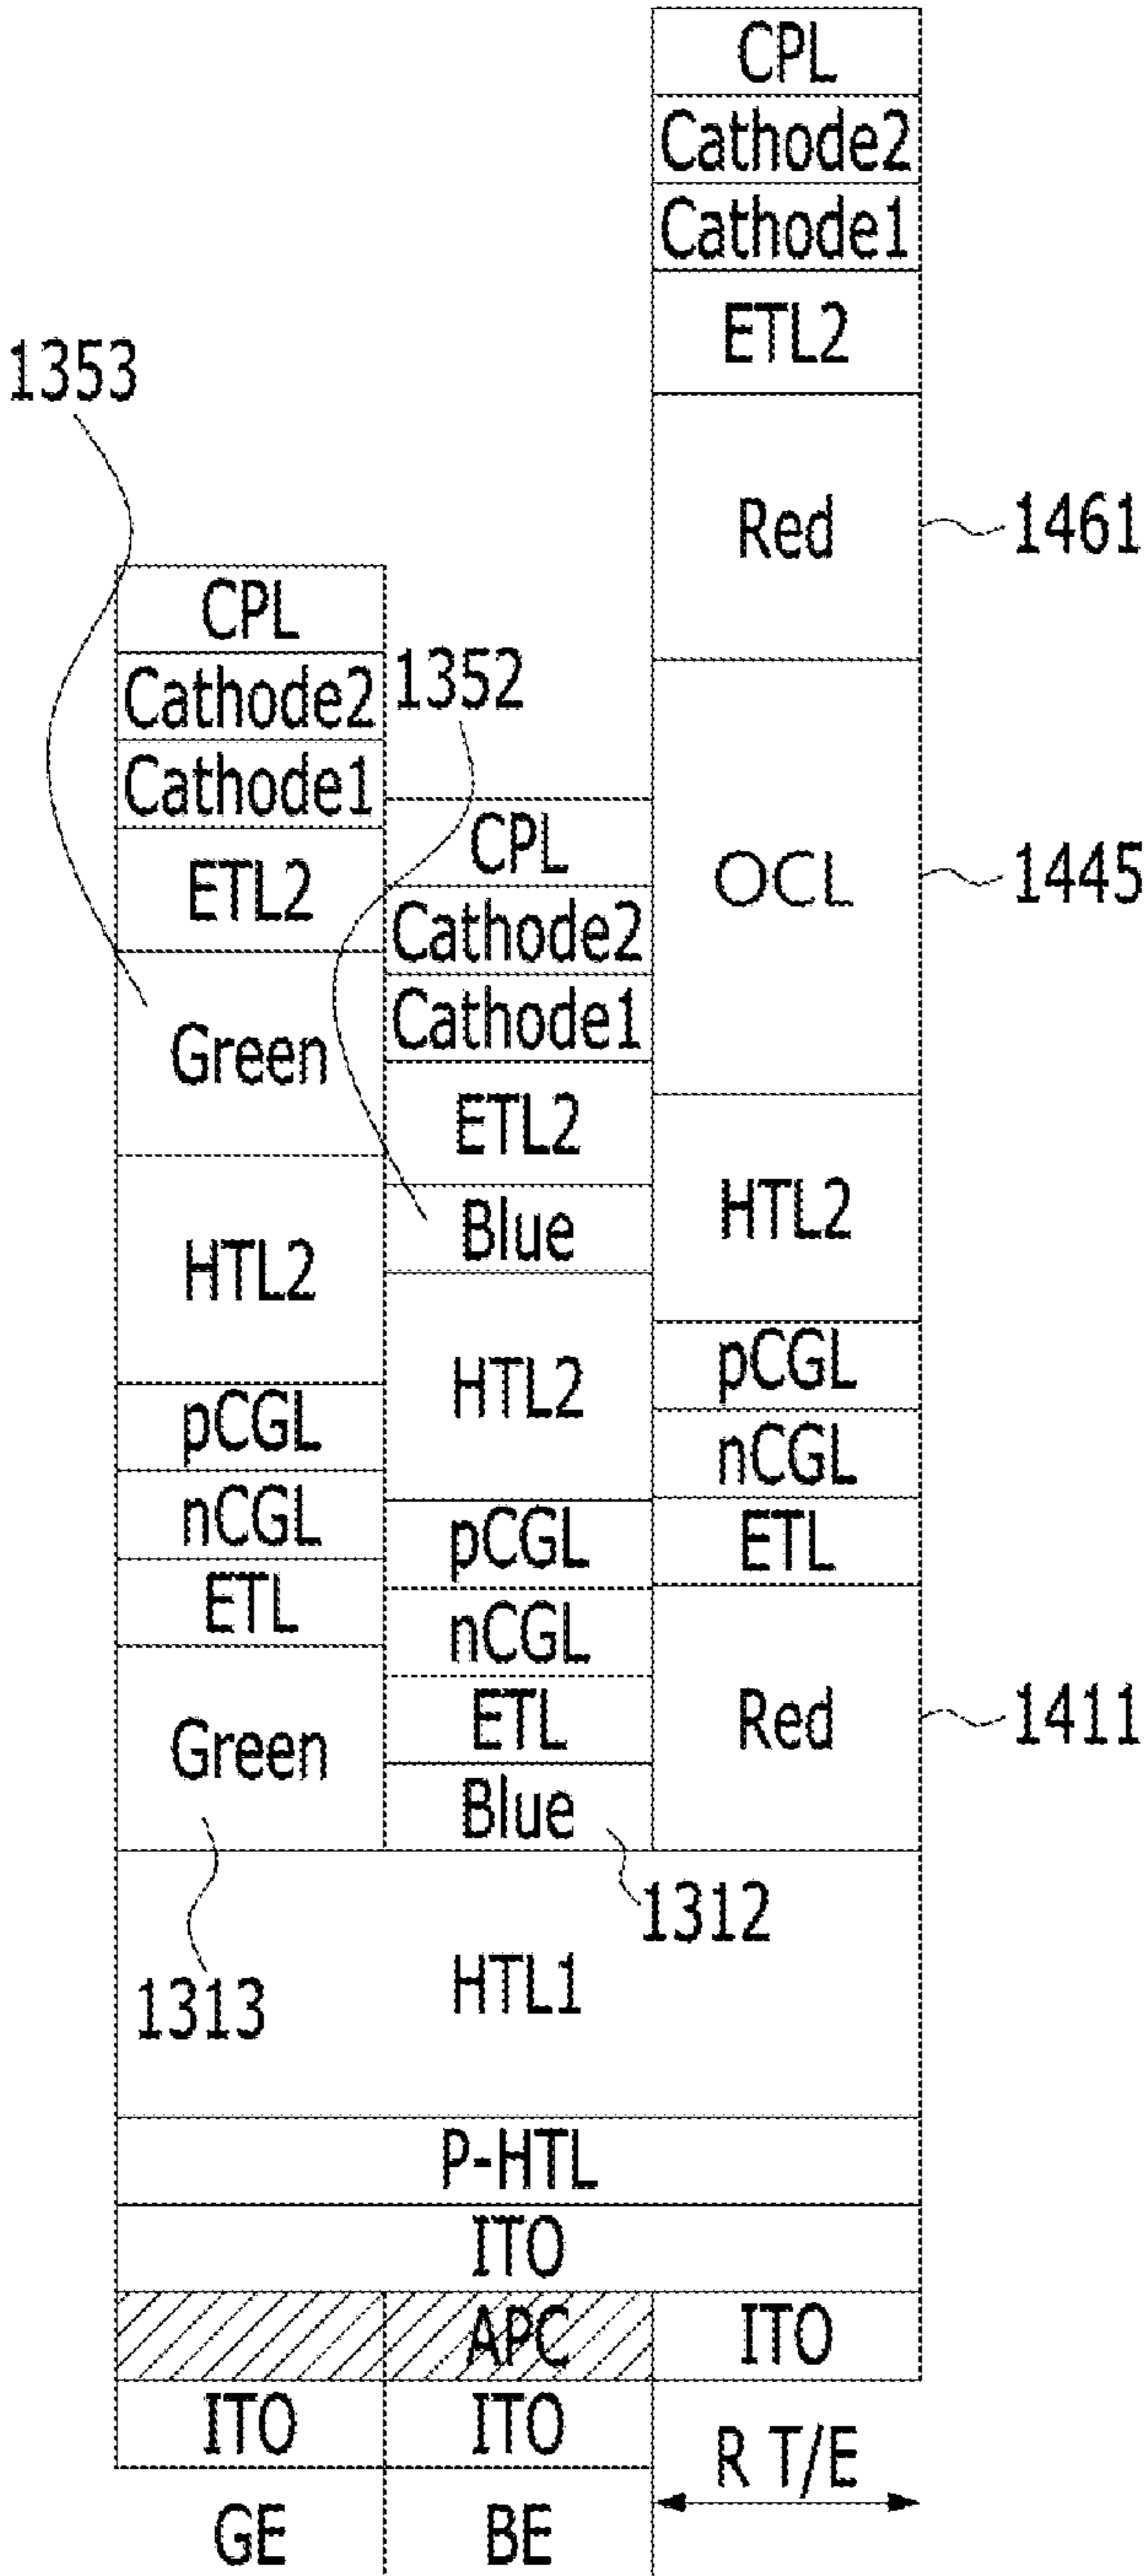 CPL
Cathode2
Cathode1
ETL2
1353
Red
1461
CPL
1352
Cathode2
Cathode1
CPL
ETL2
OCL
1445
Cathode2
Cathode1
Green
ETL2
HTL2
Blue
HTL2
pCGL
HTL2
pCGL
nCGL
nCGL
pCGL
ETL
ETL
nCGL
Red
1411
ETL
Green
Blue
1312
HTL1
1313
P-HTL
ITO
APC
ITO
ITO
ITO
R T/E
GE
BE